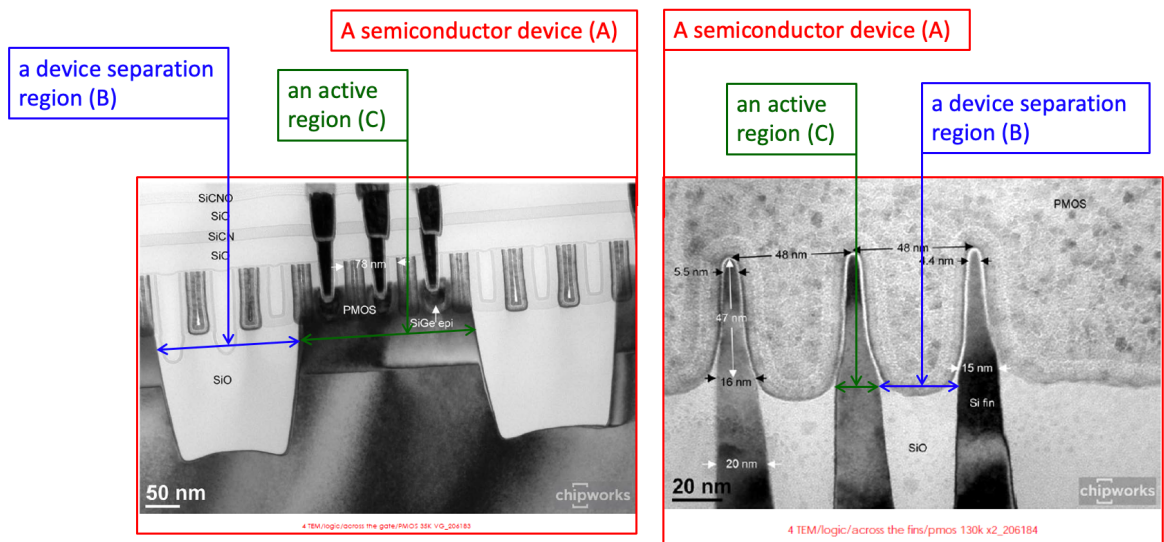 A semiconductor device (A)
A semiconductor device (A)
a device separation
region (B)
an active
region (C)
an active
region (C)
a device separation
region (B)
SiCNO
SiO
SiCN
SiO
78 nm
PMOS
SiGe epi
SiO
50 nm
chipworks
4 TEM/logic/across the gate/PMOS 35K VG_206183
PMOS
48 nm
48 nm
5.5 nm
4.4 nm
47 nm
16 nm
15 nm
Si fin
SiO
20 nm
20 nm
chipworks
4 TEM/logic/across the fins/pmos 130k x2_206184